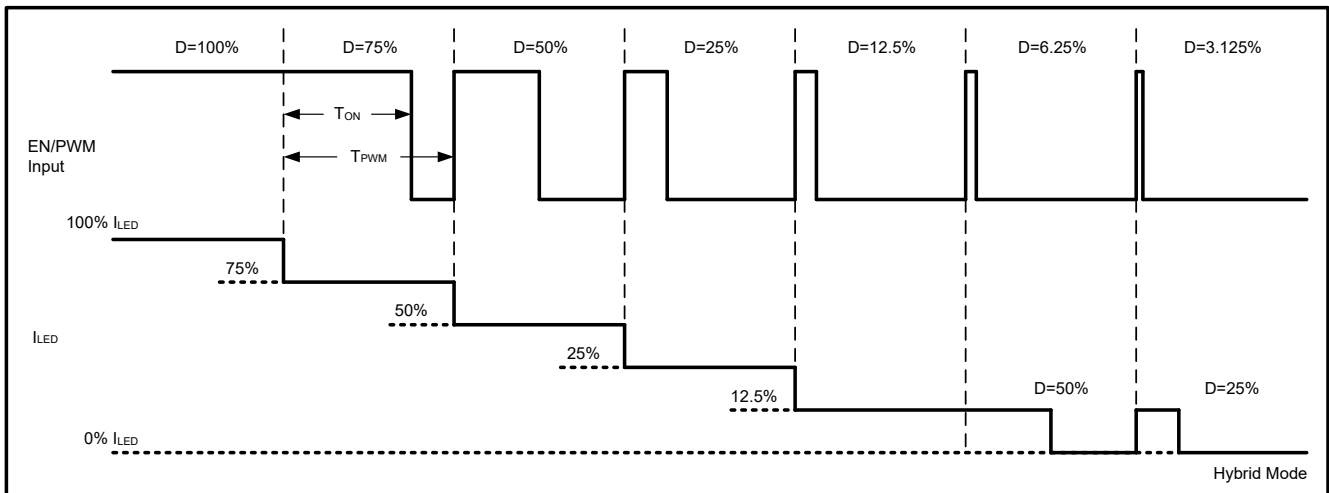 D=100% D=75% D=50% D=25% D=12.5% D=6.25% D=3.125%
TON
EN/PWM
Input
TPWM
100% ILED
75%
50%
ILED
25%
12.5%
D=50% D=25%
0% ILED
Hybrid Mode